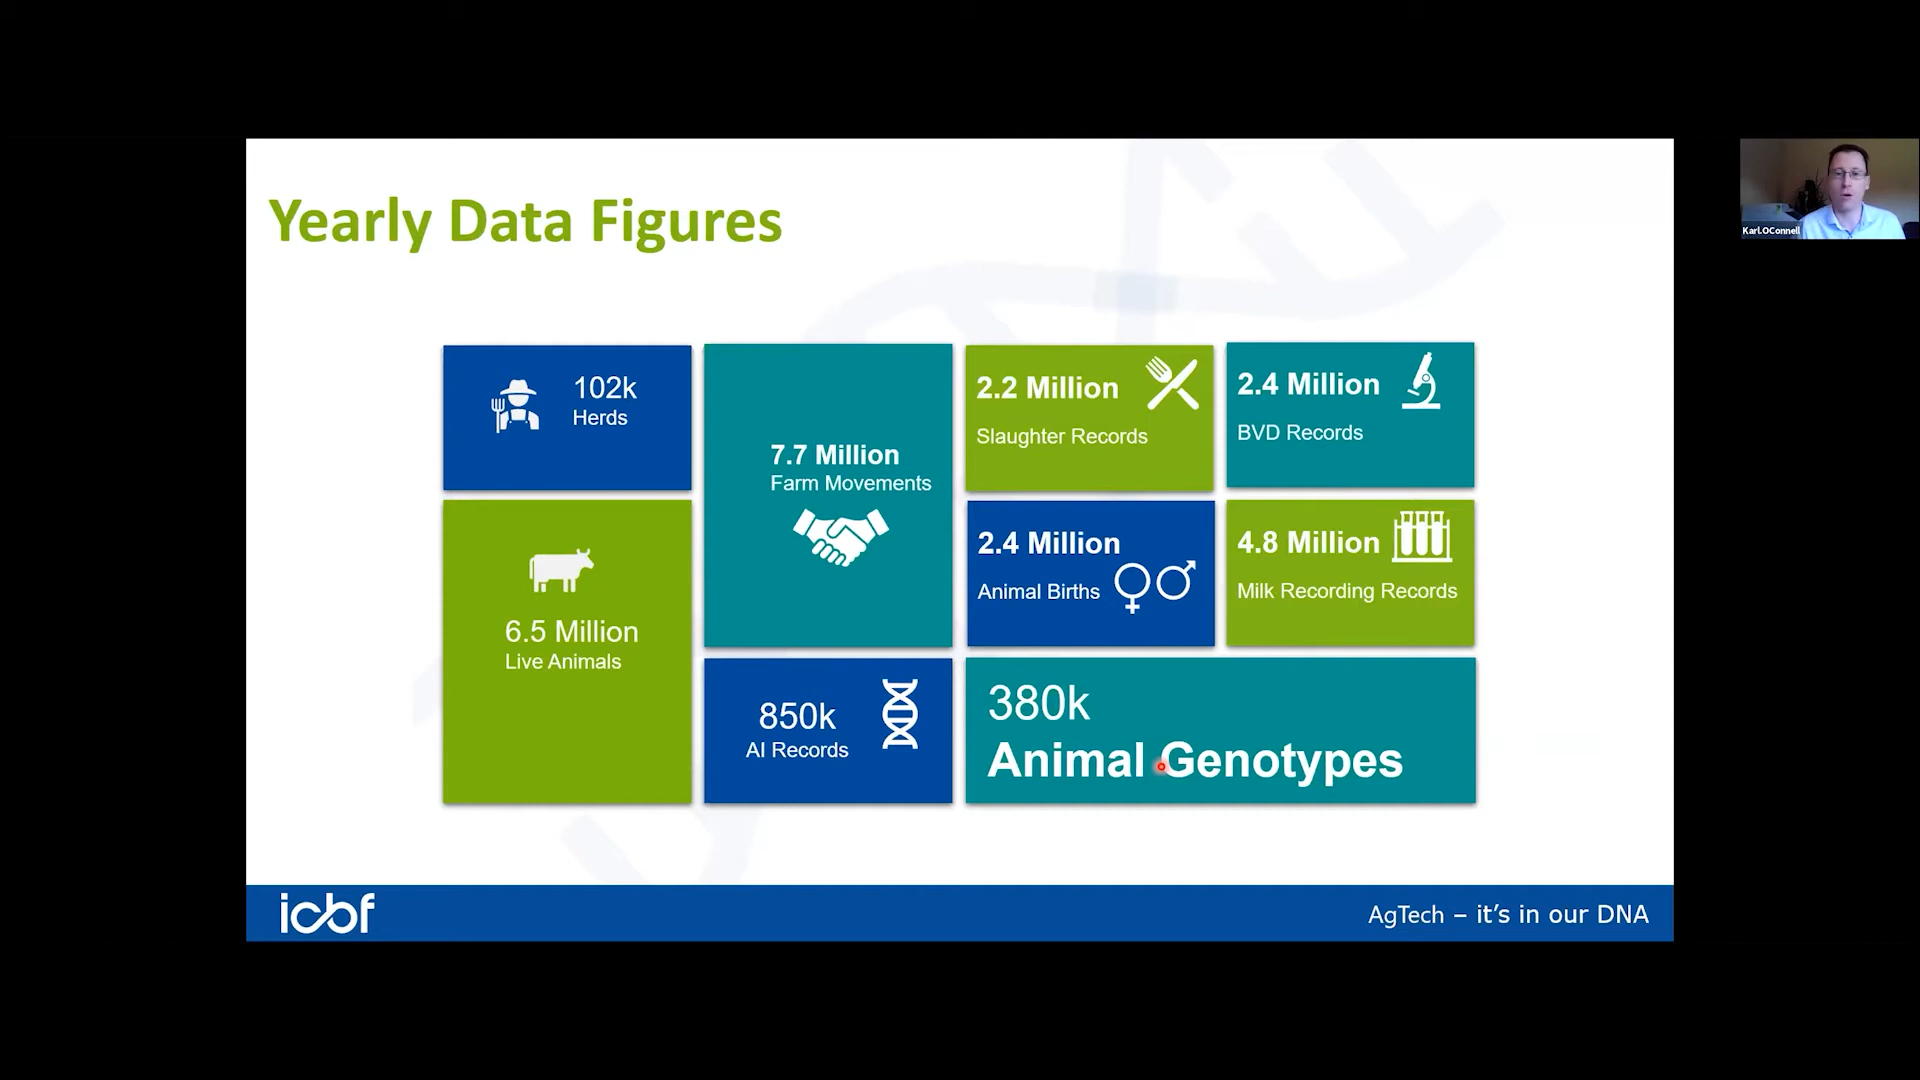 Yearly Data Figures
102k
Herds
6.5 Million
Live Animals
7.7 Million
Farm Movements
850k
AI Records
2.2 Million
Slaughter Records
2.4 Million
BVD Records
2.4 Million
Animal Births
4.8 Million
Milk Recording Records
380k
Animal Genotypes
icbf
AgTech – it’s in our DNA
Karl.OConnell